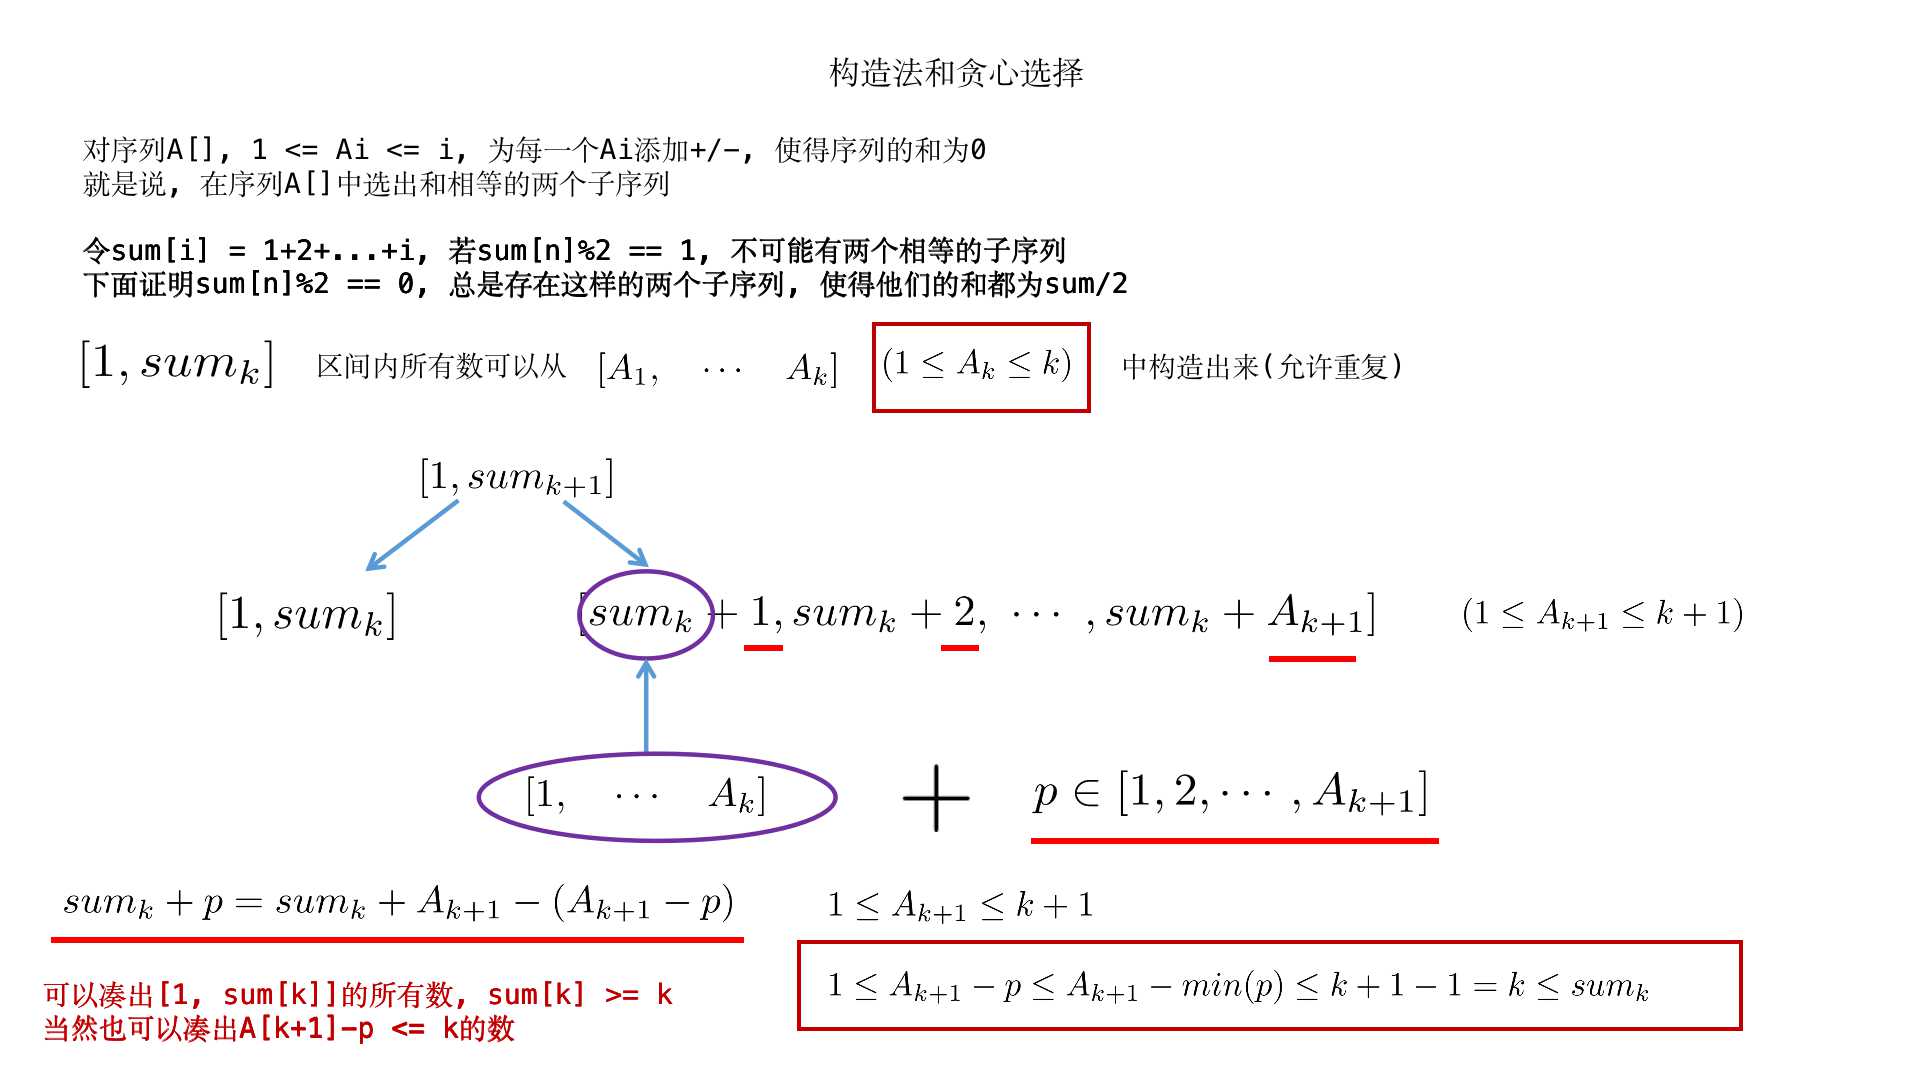 构造法和贪心选择
对序列A[], 1 <= Ai <= i, 为每一个Ai添加+/-, 使得序列的和为0
就是说, 在序列A[]中选出和相等的两个子序列
令sum[i] = 1+2+...+i, 若sum[n]%2 == 1, 不可能有两个相等的子序列
下面证明sum[n]%2 == 0, 总是存在这样的两个子序列, 使得他们的和都为sum/2
$[1, sum_k]$ 区间内所有数可以从 $[A_1, \cdots A_k]$ $(1 \leq A_k \leq k)$ 中构造出来(允许重复)
$[1, sum_{k+1}]$
$[1, sum_k]$ $[sum_k + 1, sum_k + 2, \cdots, sum_k + A_{k+1}]$ $(1 \leq A_{k+1} \leq k + 1)$
$[1, \cdots A_k]$ + $p \in [1, 2, \cdots, A_{k+1}]$
$sum_k + p = sum_k + A_{k+1} - (A_{k+1} - p)$
$1 \leq A_{k+1} \leq k + 1$
$1 \leq A_{k+1} - p \leq A_{k+1} - min(p) \leq k + 1 - 1 = k \leq sum_k$
可以凑出[1, sum[k]]的所有数, sum[k] >= k
当然也可以凑出A[k+1]-p <= k的数